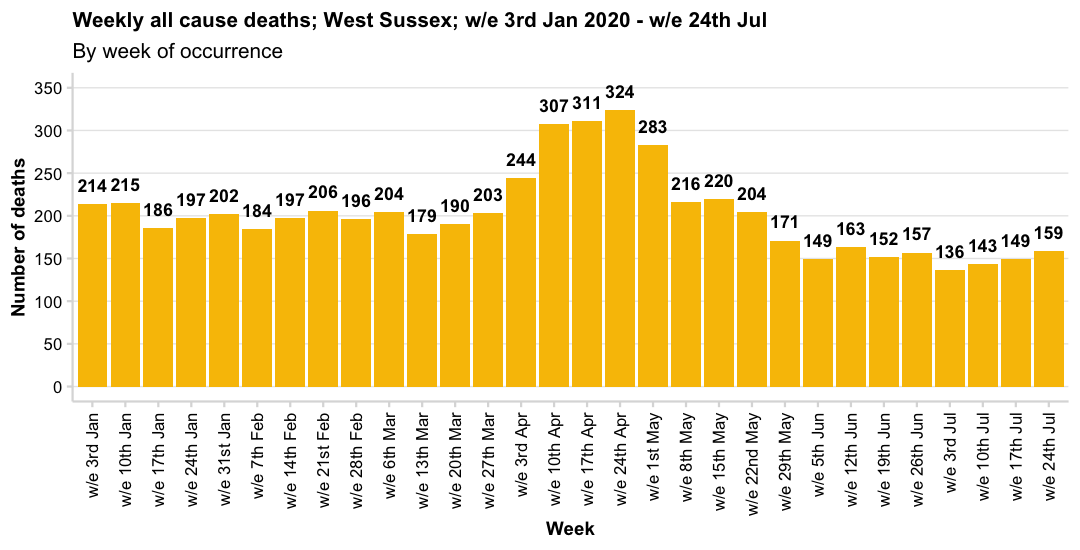 Weekly all cause deaths; West Sussex; w/e 3rd Jan 2020 - w/e 24th Jul
By week of occurrence
Number of deaths
350
300
250
200
150
100
50
0
214 215 186 197 202 184 197 206 196 204 179 190 203 244 307 311 324 283 216 220 204 171 149 163 152 157 136 143 149 159
w/e 3rd Jan
w/e 10th Jan
w/e 17th Jan
w/e 24th Jan
w/e 31st Jan
w/e 7th Feb
w/e 14th Feb
w/e 21st Feb
w/e 28th Feb
w/e 6th Mar
w/e 13th Mar
w/e 20th Mar
w/e 27th Mar
w/e 3rd Apr
w/e 10th Apr
w/e 17th Apr
w/e 24th Apr
w/e 1st May
w/e 8th May
w/e 15th May
w/e 22nd May
w/e 29th May
w/e 5th Jun
w/e 12th Jun
w/e 19th Jun
w/e 26th Jun
w/e 3rd Jul
w/e 10th Jul
w/e 17th Jul
w/e 24th Jul
Week